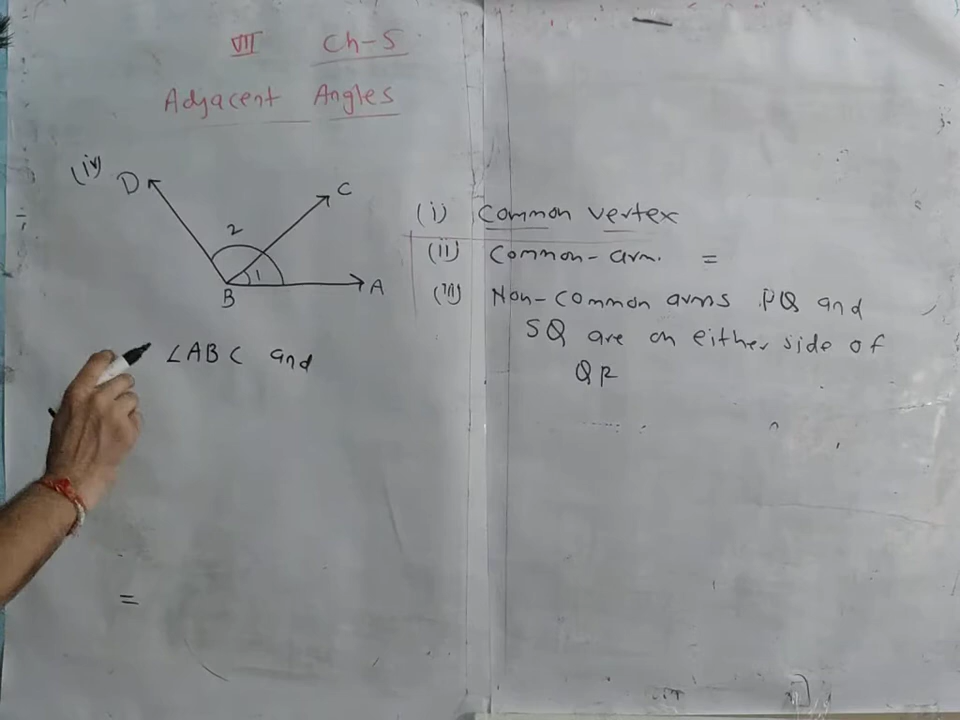 VII Ch-5
Adjacent Angles
(iv)
D
C
2
1
B
A
∠ABC and
=
(i) Common vertex
(ii) Common-arm. =
(iii) Non-Common arms PQ and
SQ are on either side of
QR